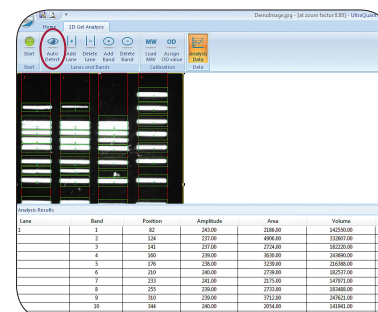 DemoImage.jpg - [at zoom factor 0.85] - UltraQuant
Home 1D Gel Analysis
Start Auto Detect Add Lane Delete Lane Add Band Delete Band Load MW Assign OD value Analysis Data
Start Lanes and Bands Calibration Data
Analysis Results
Lane Band Position Amplitude Area Volume
1 1 82 243.00 2186.00 142550.00
2 124 237.00 4906.00 332607.00
3 141 237.00 2724.00 182220.00
4 160 239.00 3630.00 243690.00
5 176 238.00 3239.00 216388.00
6 210 240.00 2739.00 182537.00
7 233 241.00 2175.00 147971.00
8 255 239.00 2733.00 183488.00
9 310 239.00 3712.00 247621.00
10 344 240.00 2054.00 141941.00